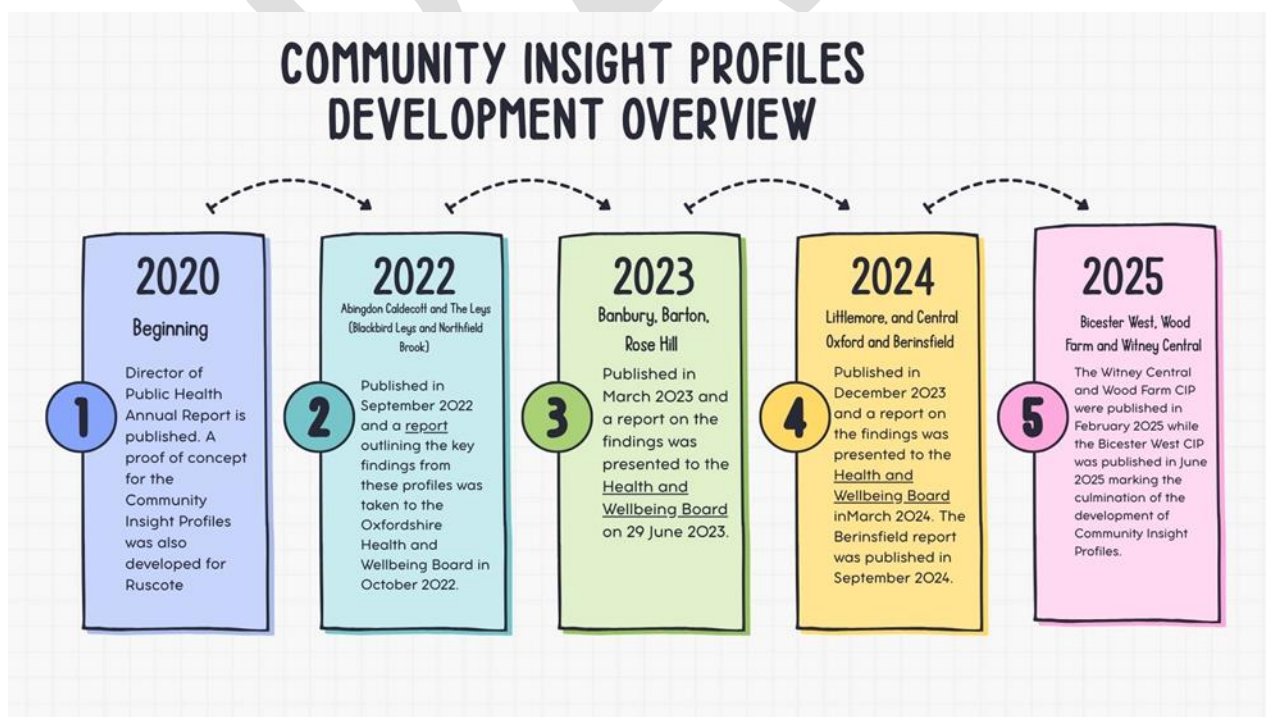 COMMUNITY INSIGHT PROFILES
DEVELOPMENT OVERVIEW
2020
Beginning
Director of
Public Health
Annual Report is
published. A
proof of concept
for the
Community
Insight Profiles
was also
developed for
Ruscote
1
2022
Abingdon Caldecott and The Leys
(Blackbird Leys and Northfield
Brook)
Published in
September 2022
and a report
outlining the key
findings from
these profiles was
taken to the
Oxfordshire
Health and
Wellbeing Board in
October 2022.
2
2023
Banbury, Barton,
Rose Hill
Published in
March 2023 and
a report on the
findings was
presented to the
Health and
Wellbeing Board
on 29 June 2023.
3
2024
Littlemore, and Central
Oxford and Berinsfield
Published in
December 2023
and a report on
the findings was
presented to the
Health and
Wellbeing Board
inMarch 2024. The
Berinsfield report
was published in
September 2024.
4
2025
Bicester West, Wood
Farm and Witney Central
The Witney Central
and Wood Farm CIP
were published in
February 2025 while
the Bicester West CIP
was published in June
2025 marking the
culmination of the
development of
Community Insight
Profiles.
5